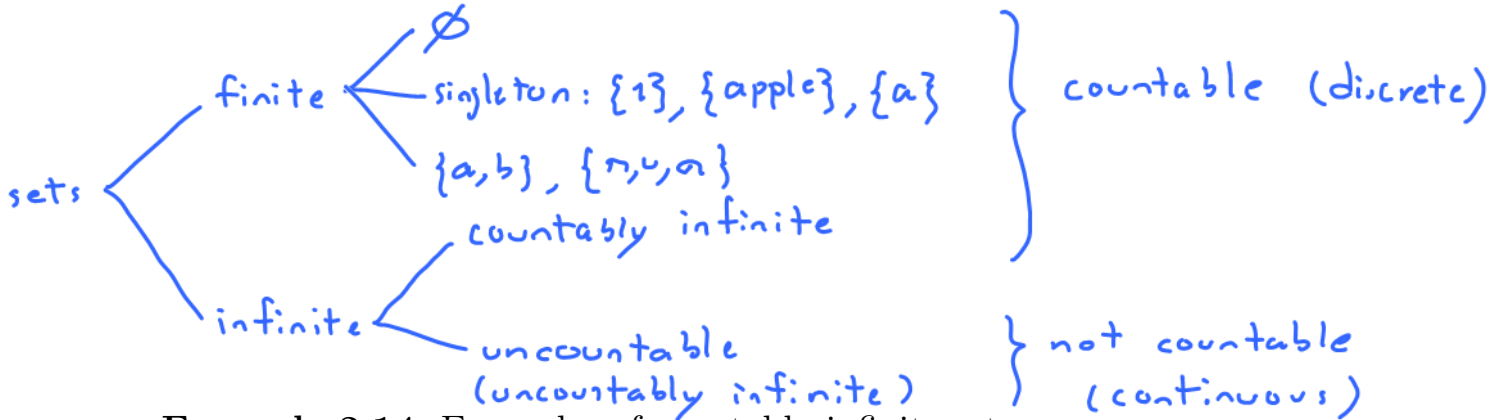 ∅
finite
singleton: {1}, {apple}, {a}
countable (discrete)
sets
{a,b}, {
countably infinite
infinite
uncountable
not countable
(uncountably infinite)
(continuous)